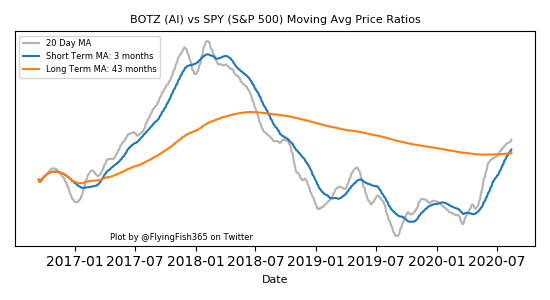 BOTZ (AI) vs SPY (S&P 500) Moving Avg Price Ratios
20 Day MA
Short Term MA: 3 months
Long Term MA: 43 months
Plot by @FlyingFish365 on Twitter
2017-01 2017-07 2018-01 2018-07 2019-01 2019-07 2020-01 2020-07
Date